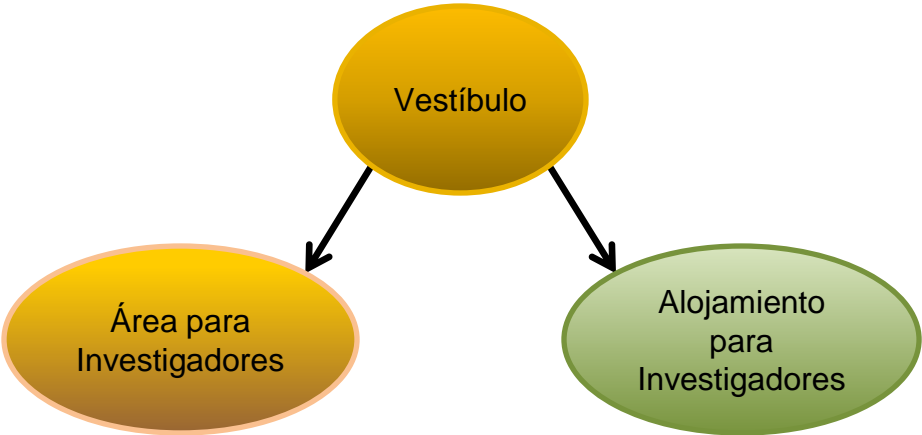 Vestíbulo
Área para
Investigadores
Alojamiento
para
Investigadores